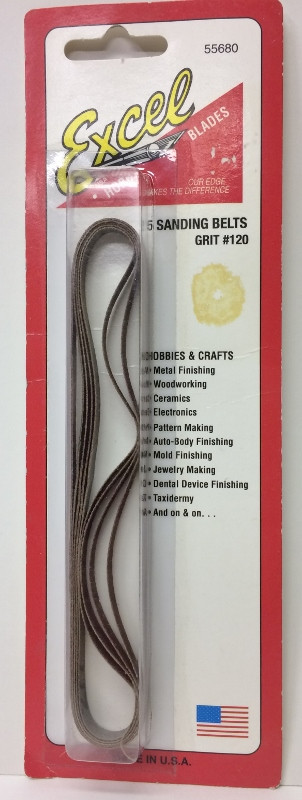 55680
Excel
BLADES
HOBBY
OUR EDGE
MAKES THE DIFFERENCE
5 SANDING BELTS
GRIT #120
HOBBIES & CRAFTS
• Metal Finishing
• Woodworking
• Ceramics
• Electronics
• Pattern Making
• Auto-Body Finishing
• Mold Finishing
• Jewelry Making
• Dental Device Finishing
• Taxidermy
• And on & on. . .
E IN U.S.A.